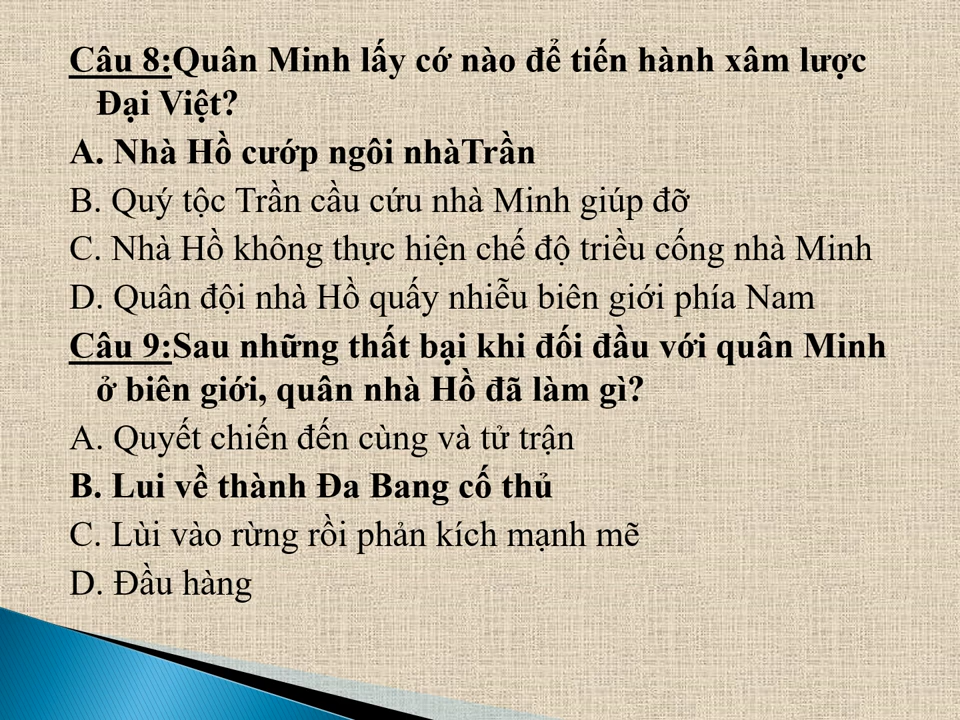 Câu 8:Quân Minh lấy cớ nào để tiến hành xâm lược
Đại Việt?
A. Nhà Hồ cướp ngôi nhàTrần
B. Quý tộc Trần cầu cứu nhà Minh giúp đỡ
C. Nhà Hồ không thực hiện chế độ triều cống nhà Minh
D. Quân đội nhà Hồ quấy nhiễu biên giới phía Nam
Câu 9:Sau những thất bại khi đối đầu với quân Minh
ở biên giới, quân nhà Hồ đã làm gì?
A. Quyết chiến đến cùng và tử trận
B. Lui về thành Đa Bang cố thủ
C. Lùi vào rừng rồi phản kích mạnh mẽ
D. Đầu hàng